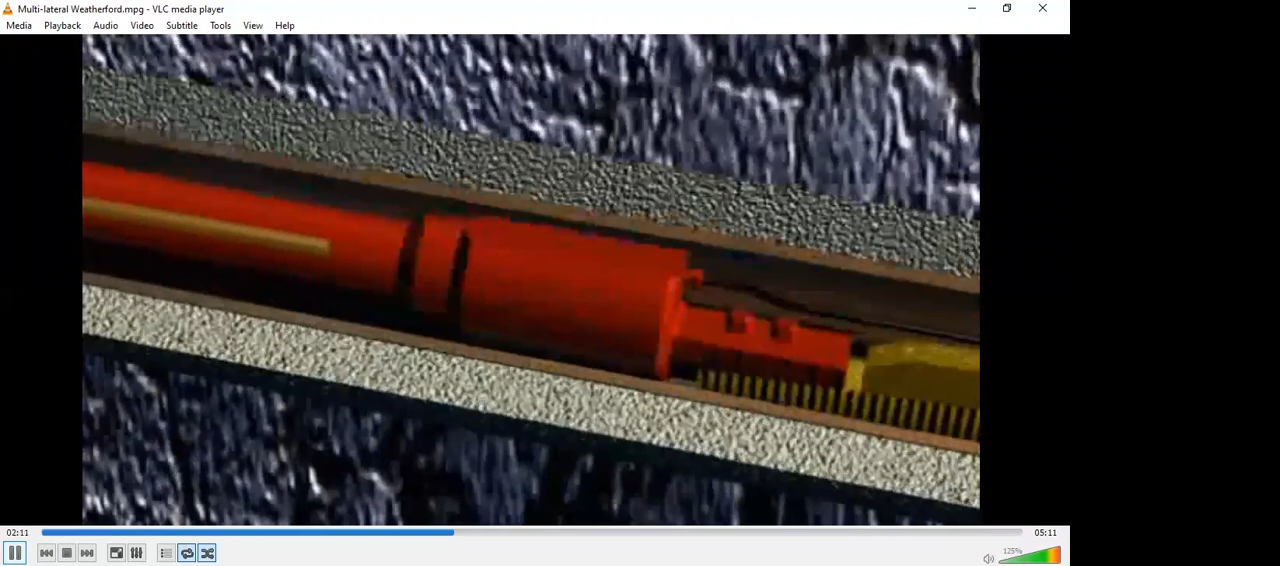 Multi-lateral Weatherford.mpg - VLC media player
Media Playback Audio Video Subtitle Tools View Help
02:11
05:11
125%